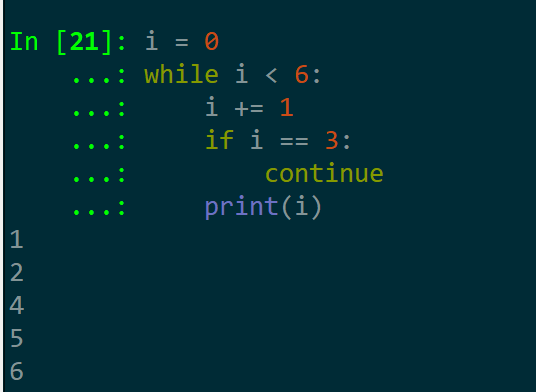 In [21]: i = 0
    ...: while i < 6:
    ...:     i += 1
    ...:     if i == 3:
    ...:         continue
    ...:     print(i)
1
2
4
5
6